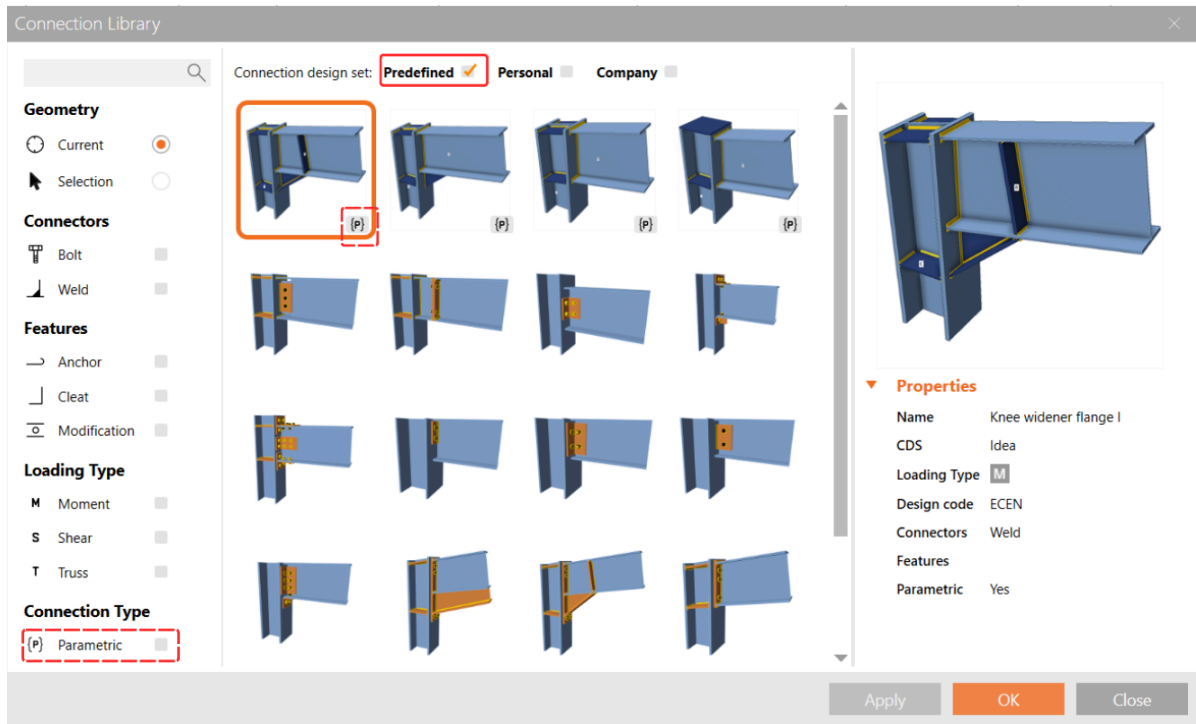 Connection Library
Connection design set: Predefined Personal Company
Geometry
Current
Selection
Connectors
Bolt
Weld
Features
Anchor
Cleat
Modification
Loading Type
M Moment
S Shear
T Truss
Connection Type
{P} Parametric
{P} {P} {P} {P}
Properties
Name Knee widener flange I
CDS Idea
Loading Type M
Design code ECEN
Connectors Weld
Features
Parametric Yes
Apply OK Close